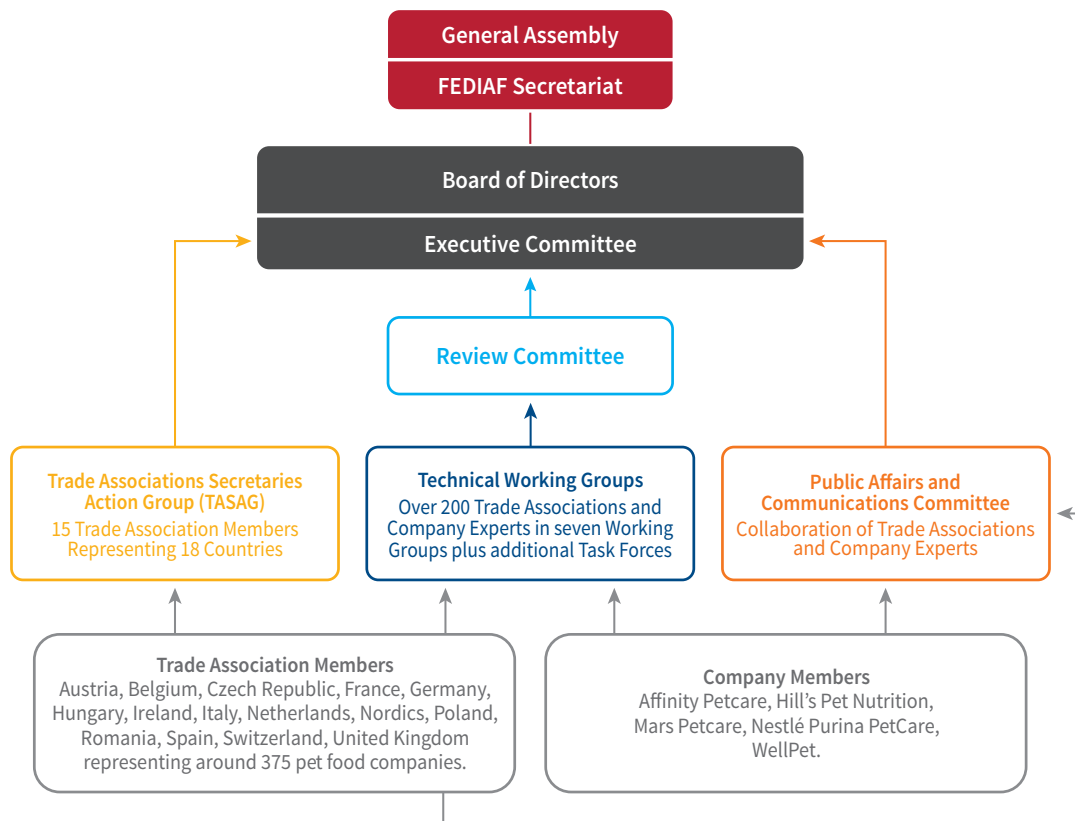 General Assembly
FEDIAF Secretariat
Board of Directors
Executive Committee
Review Committee
Trade Associations Secretaries
Action Group (TASAG)
15 Trade Association Members
Representing 18 Countries
Technical Working Groups
Over 200 Trade Associations and
Company Experts in seven Working
Groups plus additional Task Forces
Public Affairs and
Communications Committee
Collaboration of Trade Associations
and Company Experts
Trade Association Members
Austria, Belgium, Czech Republic, France, Germany,
Hungary, Ireland, Italy, Netherlands, Nordics, Poland,
Romania, Spain, Switzerland, United Kingdom
representing around 375 pet food companies.
Company Members
Affinity Petcare, Hill's Pet Nutrition,
Mars Petcare, Nestlé Purina PetCare,
WellPet.